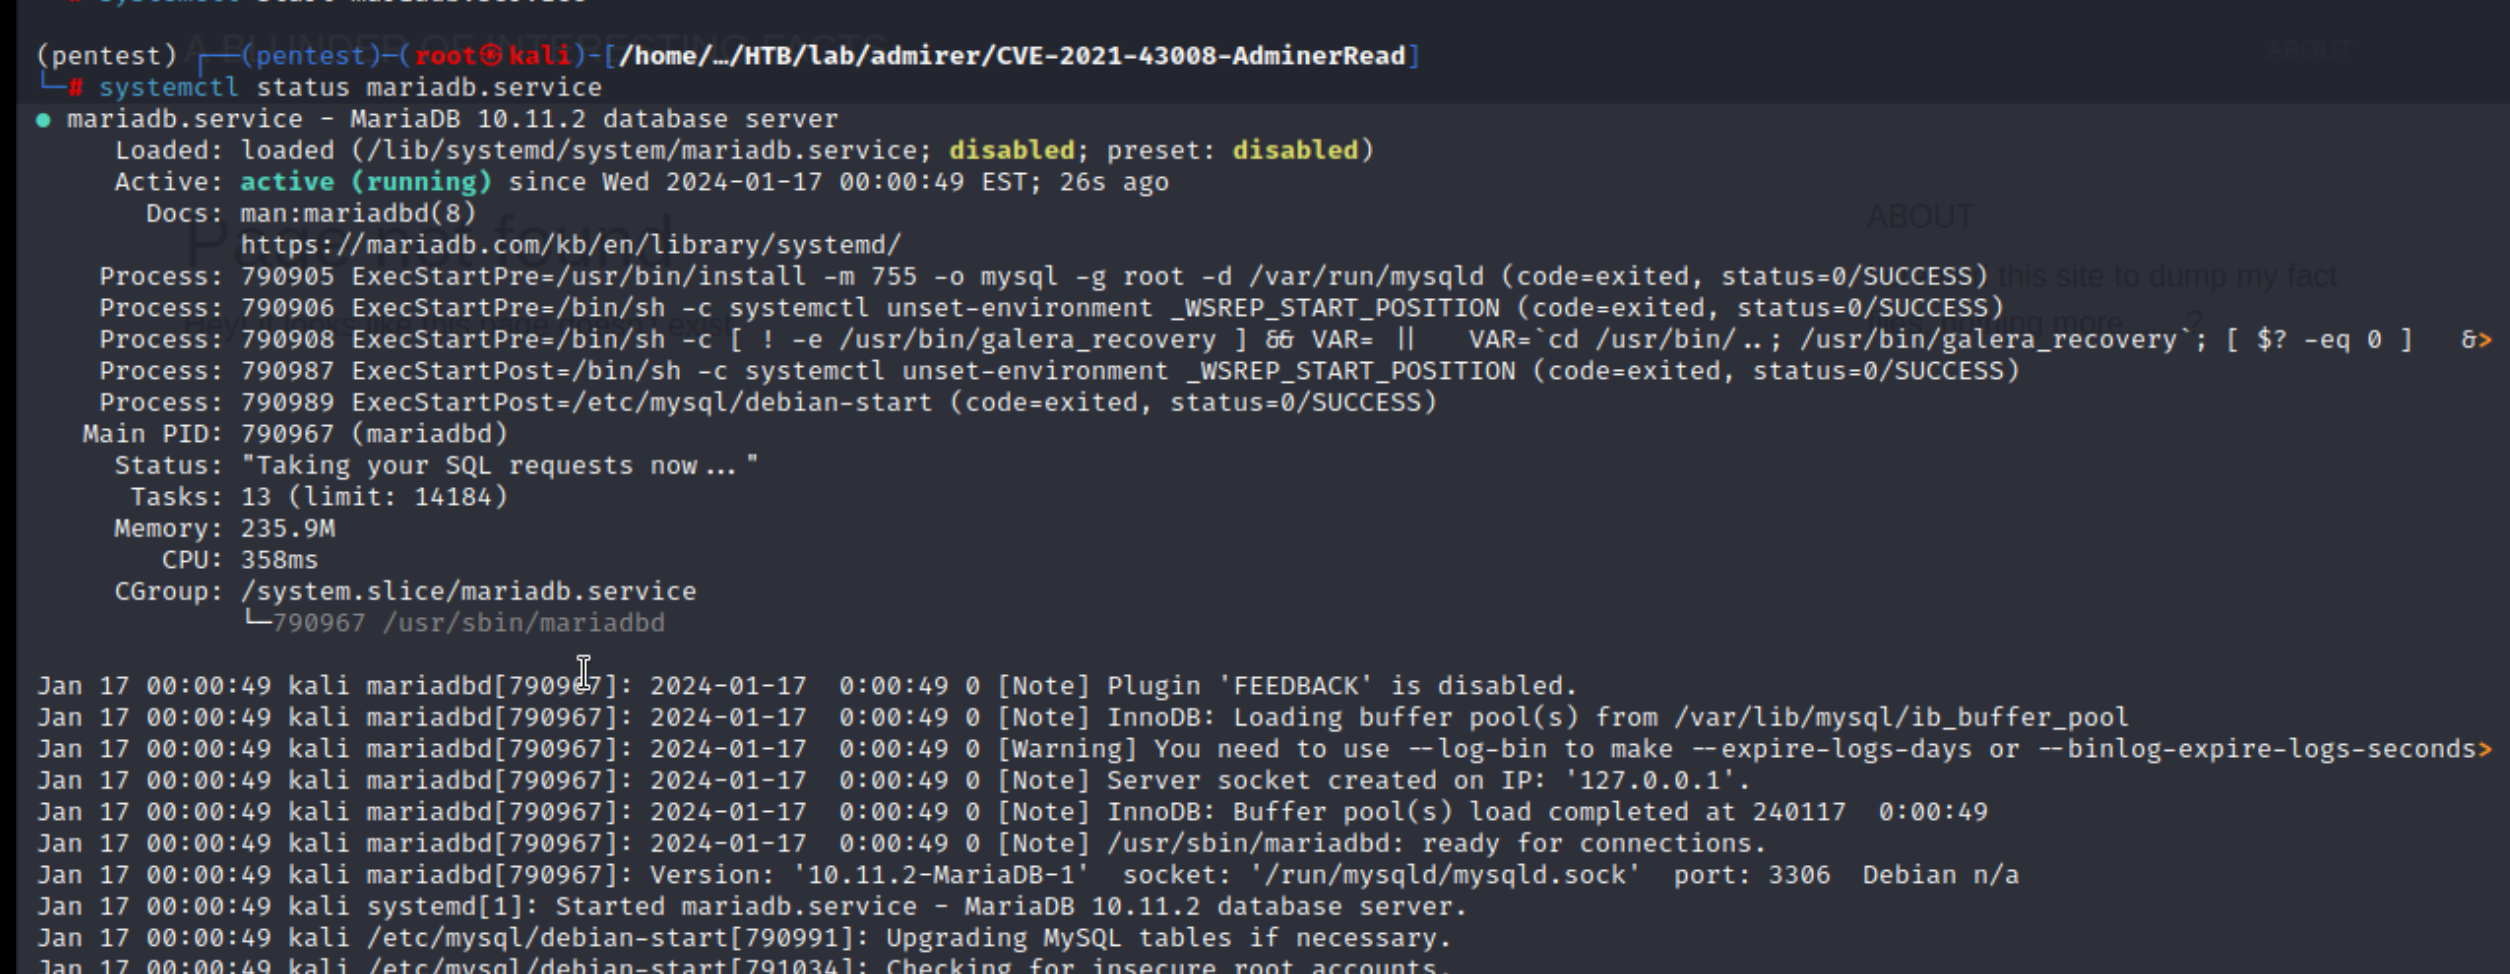 (pentest) ┌──(pentest)─(root㉿kali)-[/home/…/HTB/lab/admirer/CVE-2021-43008-AdminerRead]
└─# systemctl status mariadb.service
● mariadb.service - MariaDB 10.11.2 database server
Loaded: loaded (/lib/systemd/system/mariadb.service; disabled; preset: disabled)
Active: active (running) since Wed 2024-01-17 00:00:49 EST; 26s ago
Docs: man:mariadbd(8)
https://mariadb.com/kb/en/library/systemd/
Process: 790905 ExecStartPre=/usr/bin/install -m 755 -o mysql -g root -d /var/run/mysqld (code=exited, status=0/SUCCESS)
Process: 790906 ExecStartPre=/bin/sh -c systemctl unset-environment _WSREP_START_POSITION (code=exited, status=0/SUCCESS)
Process: 790908 ExecStartPre=/bin/sh -c [ ! -e /usr/bin/galera_recovery ] && VAR= || VAR=`cd /usr/bin/..; /usr/bin/galera_recovery`; [ $? -eq 0 ] &>
Process: 790987 ExecStartPost=/bin/sh -c systemctl unset-environment _WSREP_START_POSITION (code=exited, status=0/SUCCESS)
Process: 790989 ExecStartPost=/etc/mysql/debian-start (code=exited, status=0/SUCCESS)
Main PID: 790967 (mariadbd)
Status: "Taking your SQL requests now..."
Tasks: 13 (limit: 14184)
Memory: 235.9M
CPU: 358ms
CGroup: /system.slice/mariadb.service
└─790967 /usr/sbin/mariadbd
Jan 17 00:00:49 kali mariadbd[790967]: 2024-01-17 0:00:49 0 [Note] Plugin 'FEEDBACK' is disabled.
Jan 17 00:00:49 kali mariadbd[790967]: 2024-01-17 0:00:49 0 [Note] InnoDB: Loading buffer pool(s) from /var/lib/mysql/ib_buffer_pool
Jan 17 00:00:49 kali mariadbd[790967]: 2024-01-17 0:00:49 0 [Warning] You need to use --log-bin to make --expire-logs-days or --binlog-expire-logs-seconds>
Jan 17 00:00:49 kali mariadbd[790967]: 2024-01-17 0:00:49 0 [Note] Server socket created on IP: '127.0.0.1'.
Jan 17 00:00:49 kali mariadbd[790967]: 2024-01-17 0:00:49 0 [Note] InnoDB: Buffer pool(s) load completed at 240117 0:00:49
Jan 17 00:00:49 kali mariadbd[790967]: 2024-01-17 0:00:49 0 [Note] /usr/sbin/mariadbd: ready for connections.
Jan 17 00:00:49 kali mariadbd[790967]: Version: '10.11.2-MariaDB-1' socket: '/run/mysqld/mysqld.sock' port: 3306 Debian n/a
Jan 17 00:00:49 kali systemd[1]: Started mariadb.service - MariaDB 10.11.2 database server.
Jan 17 00:00:49 kali /etc/mysql/debian-start[790991]: Upgrading MySQL tables if necessary.
Jan 17 00:00:49 kali /etc/mysql/debian-start[791034]: Checking for insecure root accounts.